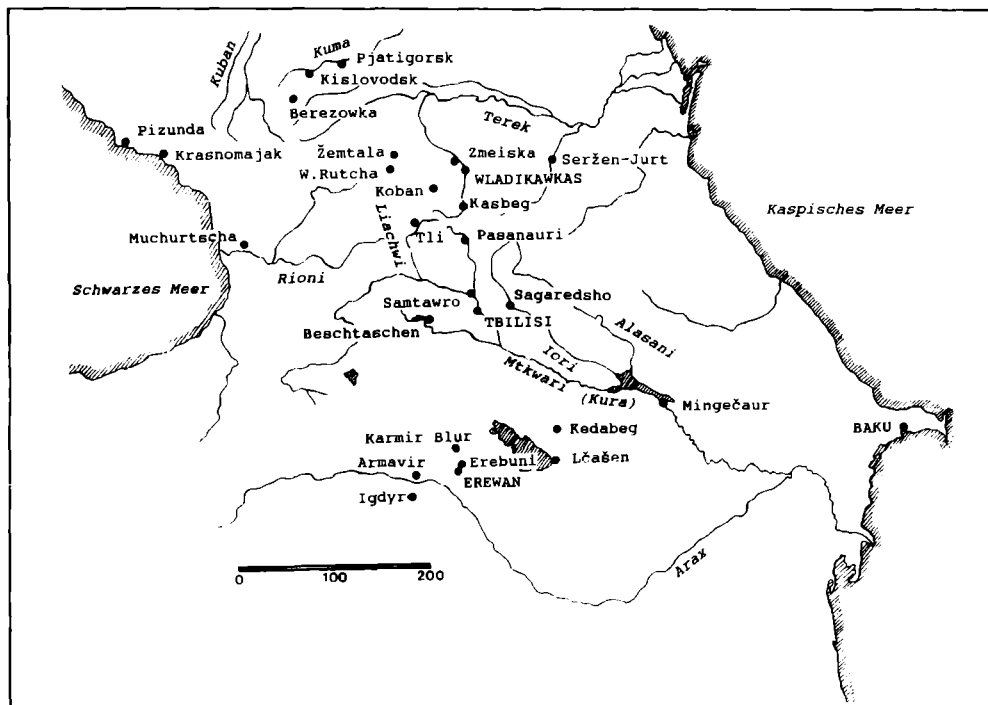 Kuban
Kuma
Pjatigorsk
Kislovodsk
Berezowka
Terek
Pizunda
Krasnomajak
Žemtala
Zmeiska
Seržen-Jurt
W.Rutcha
WLADIKAWKAS
Koban
Kasbeg
Kaspisches Meer
Liachwi
Tli
Pasanauri
Muchurtscha
Rioni
Schwarzes Meer
Samtawro
Sagaredsho
TBILISI
Beschtaschen
Alasani
Iori
Mtkwari
(Kura)
Mingečaur
Kedabeg
BAKU
Karmir Blur
Lčašen
Armavir
Erebuni
EREWAN
Igdyr
Arax
0 100 200